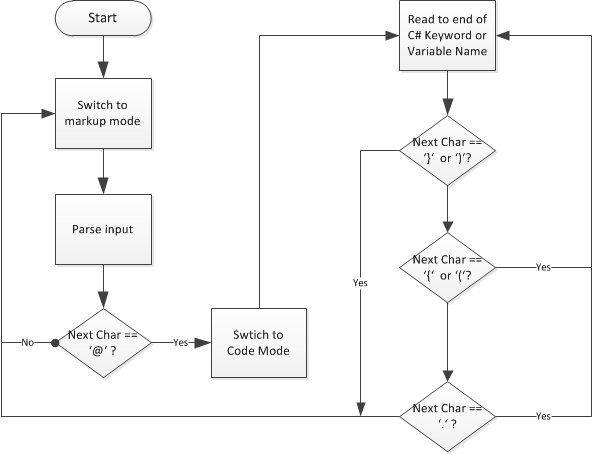 Start
Switch to
markup mode
Parse input
Next Char ==
‘@‘ ?
No
Yes
Swtich to
Code Mode
Read to end of
C# Keyword or
Variable Name
Next Char ==
‘}‘ or ‘)‘?
Yes
Next Char ==
‘{‘ or ‘(‘?
Yes
Next Char ==
‘.‘ ?
Yes